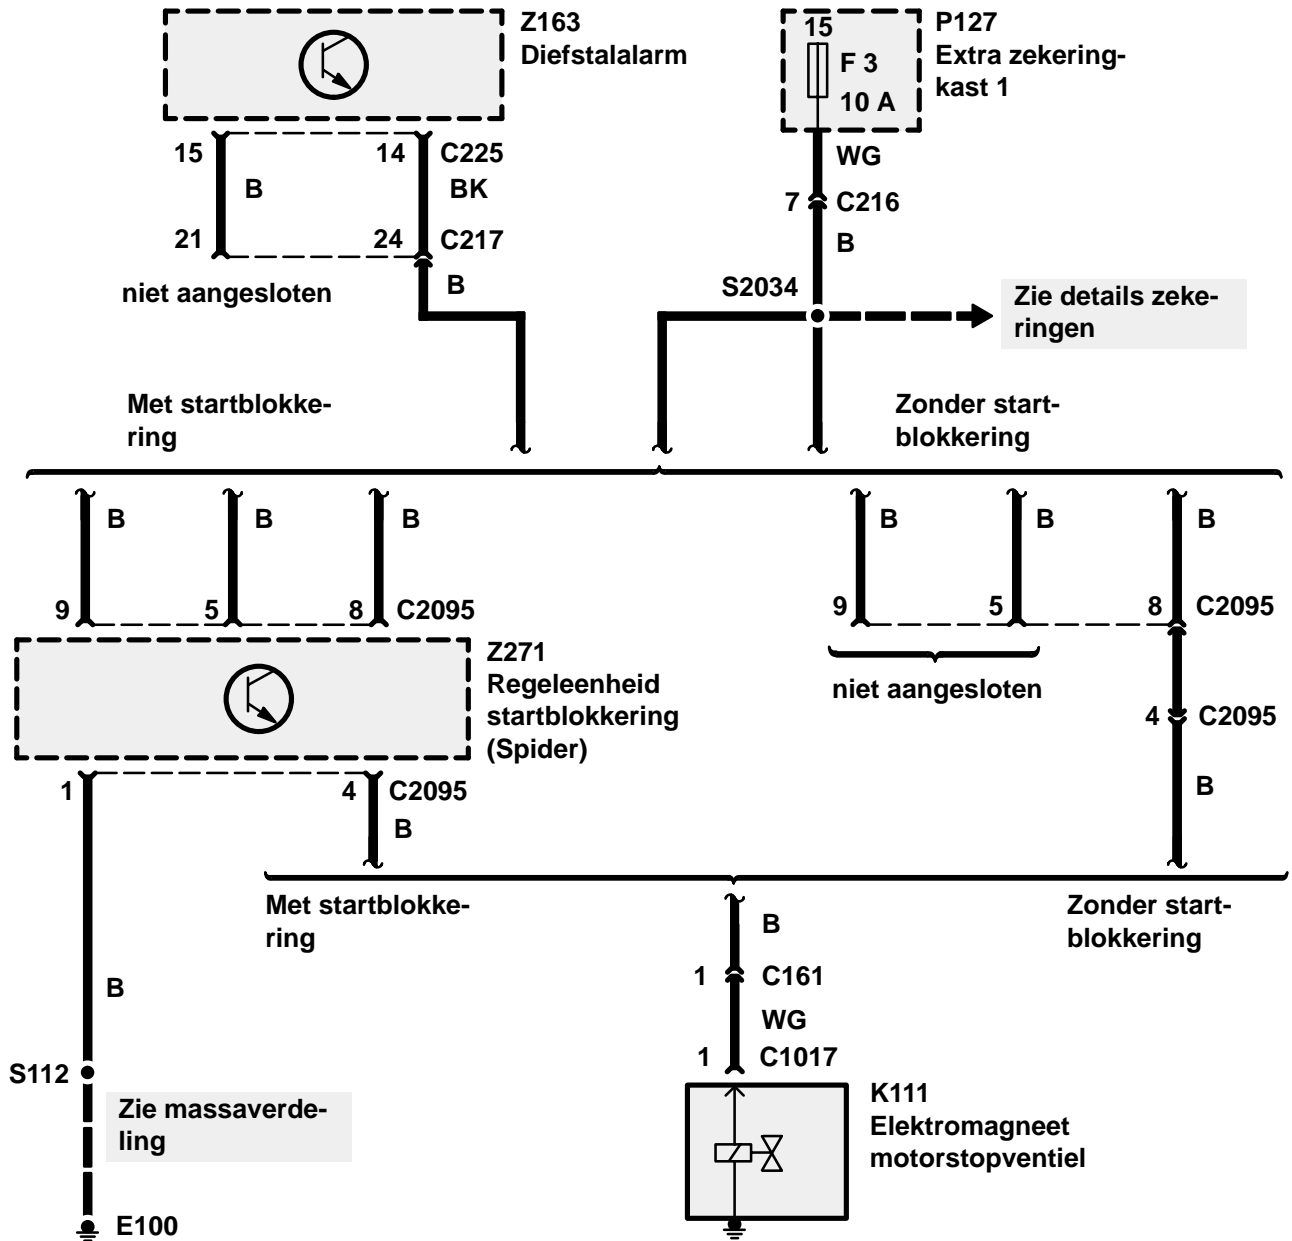 Z163
Diefstalalarm
15
F 3
10 A
P127
Extra zekering-
kast 1
15
14
C225
B
BK
21
24
C217
B
niet aangesloten
WG
7
C216
B
S2034
Zie details zeke-
ringen
Met startblokke-
ring
Zonder start-
blokkering
B
B
B
B
B
B
9
5
8
C2095
9
5
8
C2095
Z271
Regeleenheid
startblokkering
(Spider)
niet aangesloten
4
C2095
1
4
C2095
B
B
Met startblokke-
ring
Zonder start-
blokkering
B
1
C161
B
WG
1
C1017
S112
Zie massaverde-
ling
K111
Elektromagneet
motorstopventiel
E100